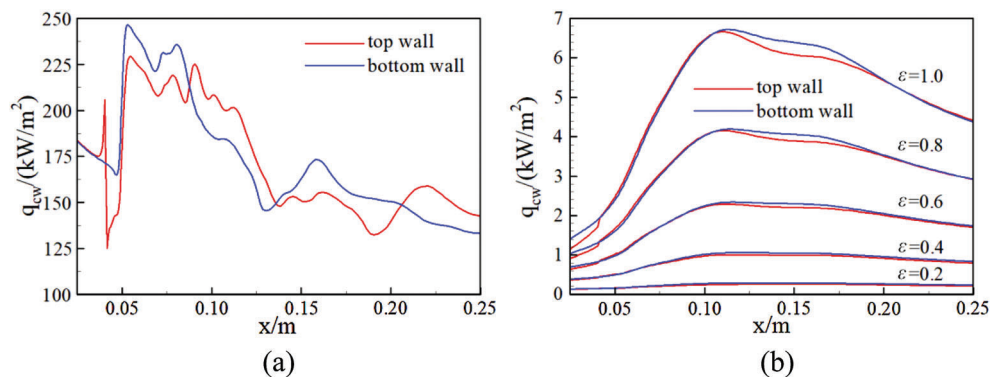 250
225
200
175
150
125
100
q_cw/(kW/m²)
top wall
bottom wall
0.05 0.10 0.15 0.20 0.25
x/m
(a)
7
6
5
4
3
2
1
0
q_cw/(kW/m²)
top wall
bottom wall
ε=1.0
ε=0.8
ε=0.6
ε=0.4
ε=0.2
0.05 0.10 0.15 0.20 0.25
x/m
(b)